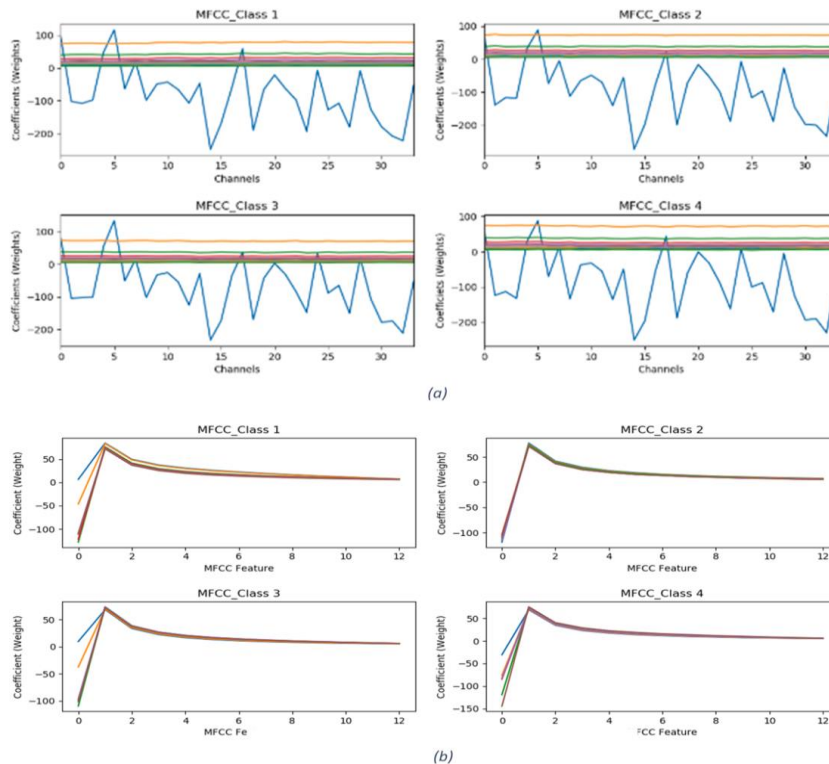 MFCC_Class 1
MFCC_Class 2
100
0
−100
−200
Coefficients (Weights)
0 5 10 15 20 25 30
Channels
100
0
−100
−200
Coefficients (Weights)
0 5 10 15 20 25 30
Channels
MFCC_Class 3
MFCC_Class 4
100
0
−100
−200
Coefficients (Weights)
0 5 10 15 20 25 30
Channels
100
0
−100
−200
Coefficients (Weights)
0 5 10 15 20 25 30
Channels
(a)
MFCC_Class 1
MFCC_Class 2
50
0
−50
−100
Coefficient (Weight)
0 2 4 6 8 10 12
MFCC Feature
50
0
−50
−100
Coefficient (Weight)
0 2 4 6 8 10 12
MFCC Feature
MFCC_Class 3
MFCC_Class 4
50
0
−50
−100
Coefficient (Weight)
0 2 4 6 8 10 12
MFCC Fe
50
0
−50
−100
−150
Coefficient (Weight)
0 2 4 6 8 10 12
FCC Feature
(b)